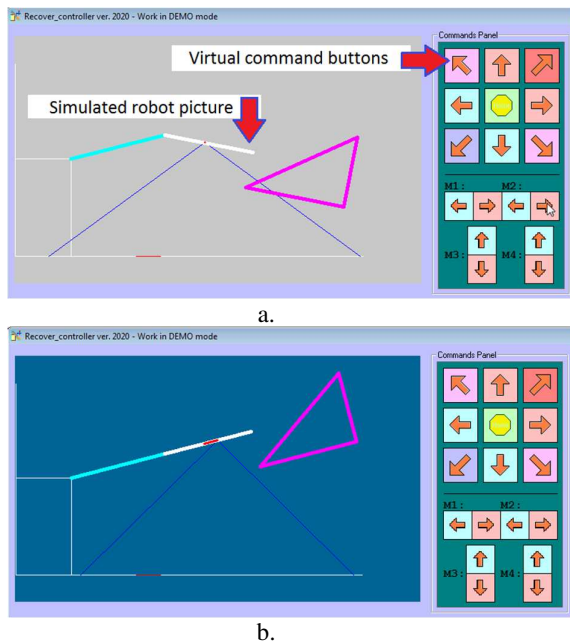 Recover_controller ver. 2020 - Work in DEMO mode
Commands Panel
Virtual command buttons
Simulated robot picture
M1: M2:
M3: M4:
a.
Recover_controller ver. 2020 - Work in DEMO mode
Commands Panel
M1: M2:
M3: M4:
b.